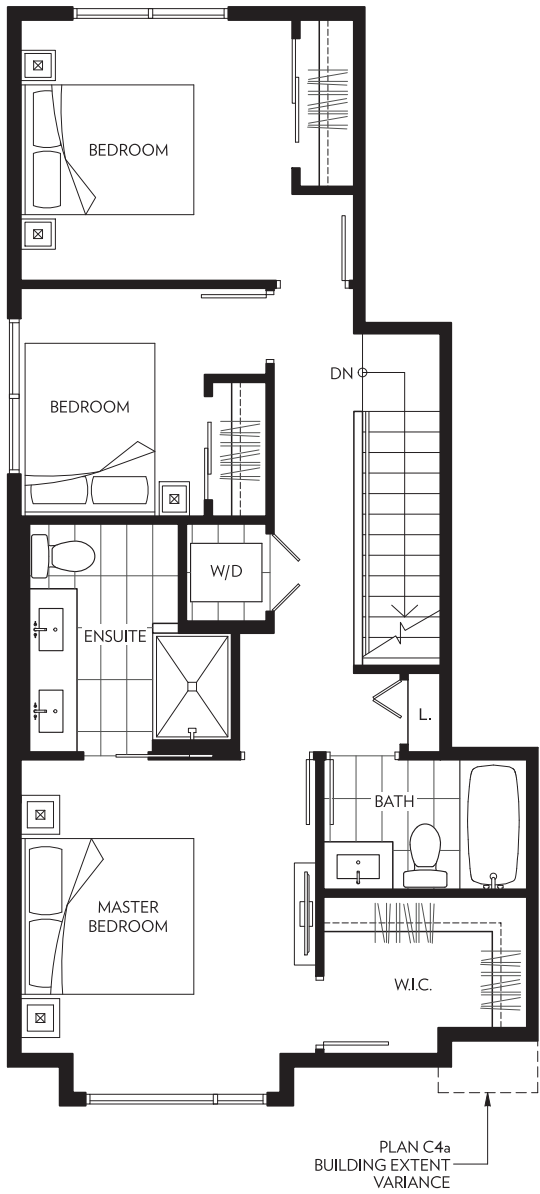 BEDROOM
DN
BEDROOM
W/D
ENSUITE
L.
BATH
MASTER
BEDROOM
W.I.C.
PLAN C4a
BUILDING EXTENT
VARIANCE